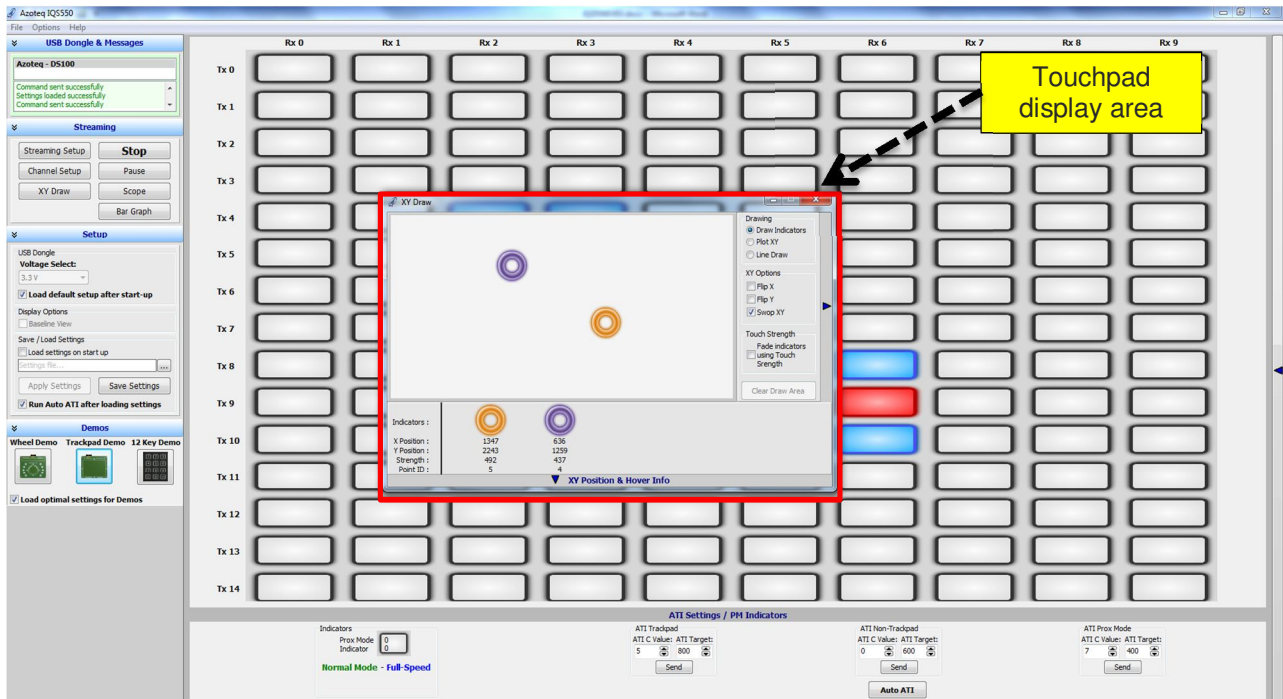 Azoteq IQS550
File Options Help
USB Dongle & Messages
Azoteq - DS100
Command sent successfully
Settings loaded successfully
Command sent successfully
Streaming
Streaming Setup Stop
Channel Setup Pause
XY Draw Scope
Bar Graph
Setup
USB Dongle
Voltage Select:
3.3 V
Load default setup after start-up
Display Options
Baseline View
Save / Load Settings
Load settings on start up
Settings file... ...
Apply Settings Save Settings
Run Auto ATI after loading settings
Demos
Wheel Demo Trackpad Demo 12 Key Demo
Load optimal settings for Demos
Rx 0 Rx 1 Rx 2 Rx 3 Rx 4 Rx 5 Rx 6 Rx 7 Rx 8 Rx 9
Tx 0
Tx 1
Tx 2
Tx 3
Tx 4
Tx 5
Tx 6
Tx 7
Tx 8
Tx 9
Tx 10
Tx 11
Tx 12
Tx 13
Tx 14
Touchpad
display area
XY Draw
Drawing
Draw Indicators
Plot XY
Line Draw
XY Options
Flip X
Flip Y
Swop XY
Touch Strength
Fade indicators
using Touch
Srength
Clear Draw Area
Indicators :
X Position : 1347 636
Y Position : 2243 1259
Strength : 492 437
Point ID : 5 4
XY Position & Hover Info
ATI Settings / PM Indicators
Indicators
Prox Mode 0
Indicator 0
Normal Mode - Full-Speed
ATI Trackpad
ATI C Value: ATI Target:
5 800
Send
ATI Non-Trackpad
ATI C Value: ATI Target:
0 600
Send
Auto ATI
ATI Prox Mode
ATI C Value: ATI Target:
7 400
Send